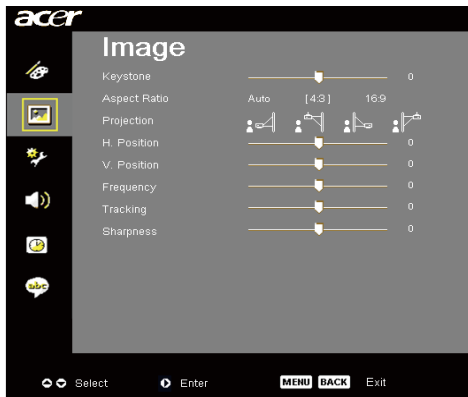 acer
Image
Keystone 0
Aspect Ratio Auto [4:3] 16:9
Projection
H. Position 0
V. Position 0
Frequency 0
Tracking 0
Sharpness 0
abc
Select Enter MENU BACK Exit